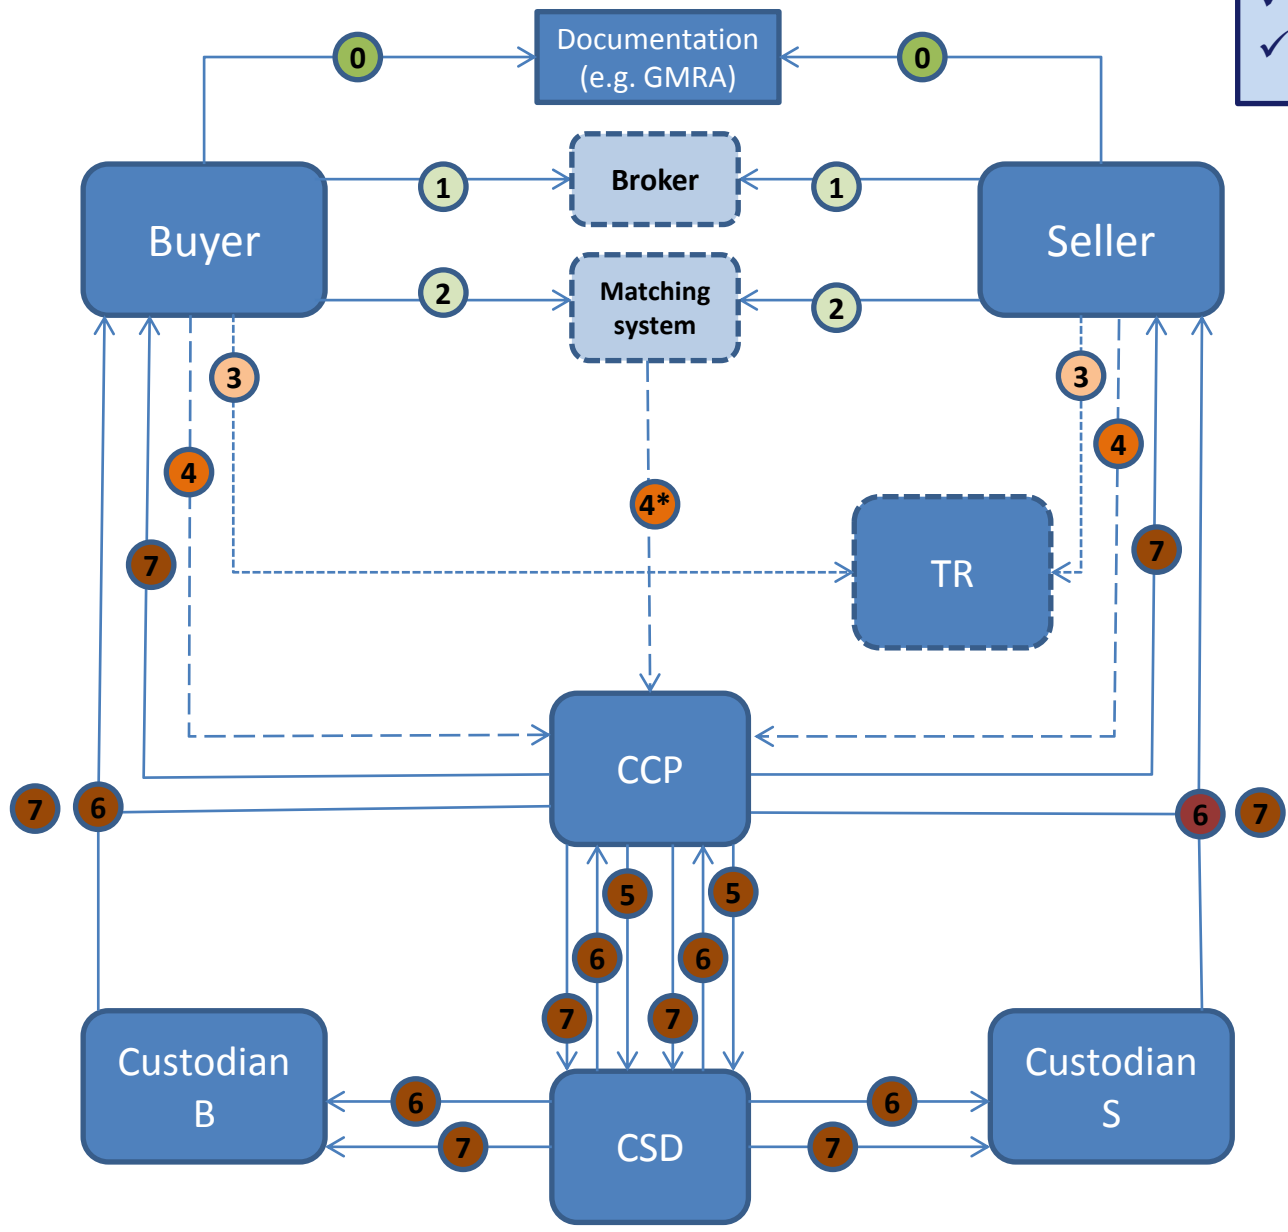 Documentation
(e.g. GMRA)
0
0
Broker
1
1
Buyer
Seller
Matching
system
2
2
3
3
4
4
4*
7
7
TR
CCP
7
6
6
7
5
5
6
6
7
7
Custodian
B
Custodian
S
6
6
7
7
CSD